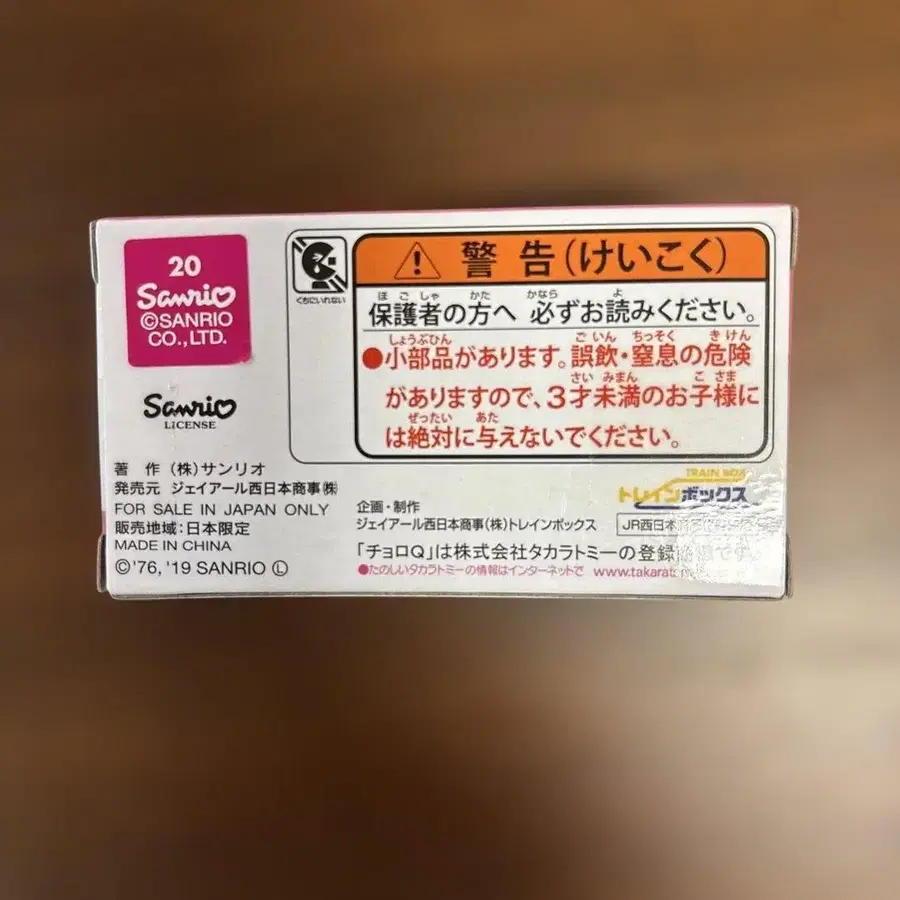 20
Sanrio
©SANRIO
CO.,LTD.
Sanrio
LICENSE
著 作 (株)サンリオ
発売元 ジェイアール西日本商事㈱
FOR SALE IN JAPAN ONLY
販売地域:日本限定
MADE IN CHINA
©'76, '19 SANRIO Ⓛ
くちにいれない
⚠ 警 告(けいこく)
ほ ご しゃ かた かなら よ
保護者の方へ 必ずお読みください。
しょうぶひん ご いん ちっそく き けん
●小部品があります。誤飲・窒息の危険
さい みまん こ さま
がありますので、3才未満のお子様に
ぜったい あた
は絶対に与えないでください。
企画・制作
ジェイアール西日本商事(株)トレインボックス
TRAIN BOX
トレインボックス
JR西日本
「チョロQ」は株式会社タカラトミーの登録商標です。
●たのしいタカラトミーの情報はインターネットで www.takarat